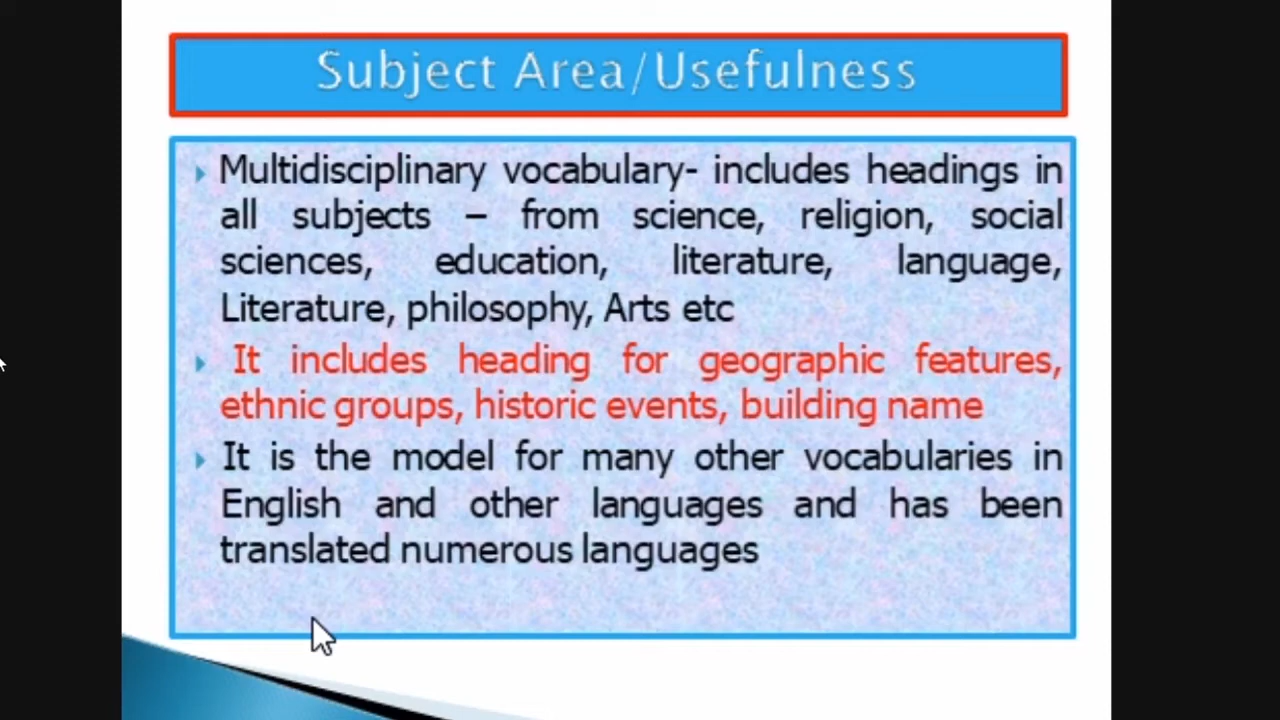 Subject Area/Usefulness
Multidisciplinary vocabulary- includes headings in
all subjects – from science, religion, social
sciences, education, literature, language,
Literature, philosophy, Arts etc
It includes heading for geographic features,
ethnic groups, historic events, building name
It is the model for many other vocabularies in
English and other languages and has been
translated numerous languages